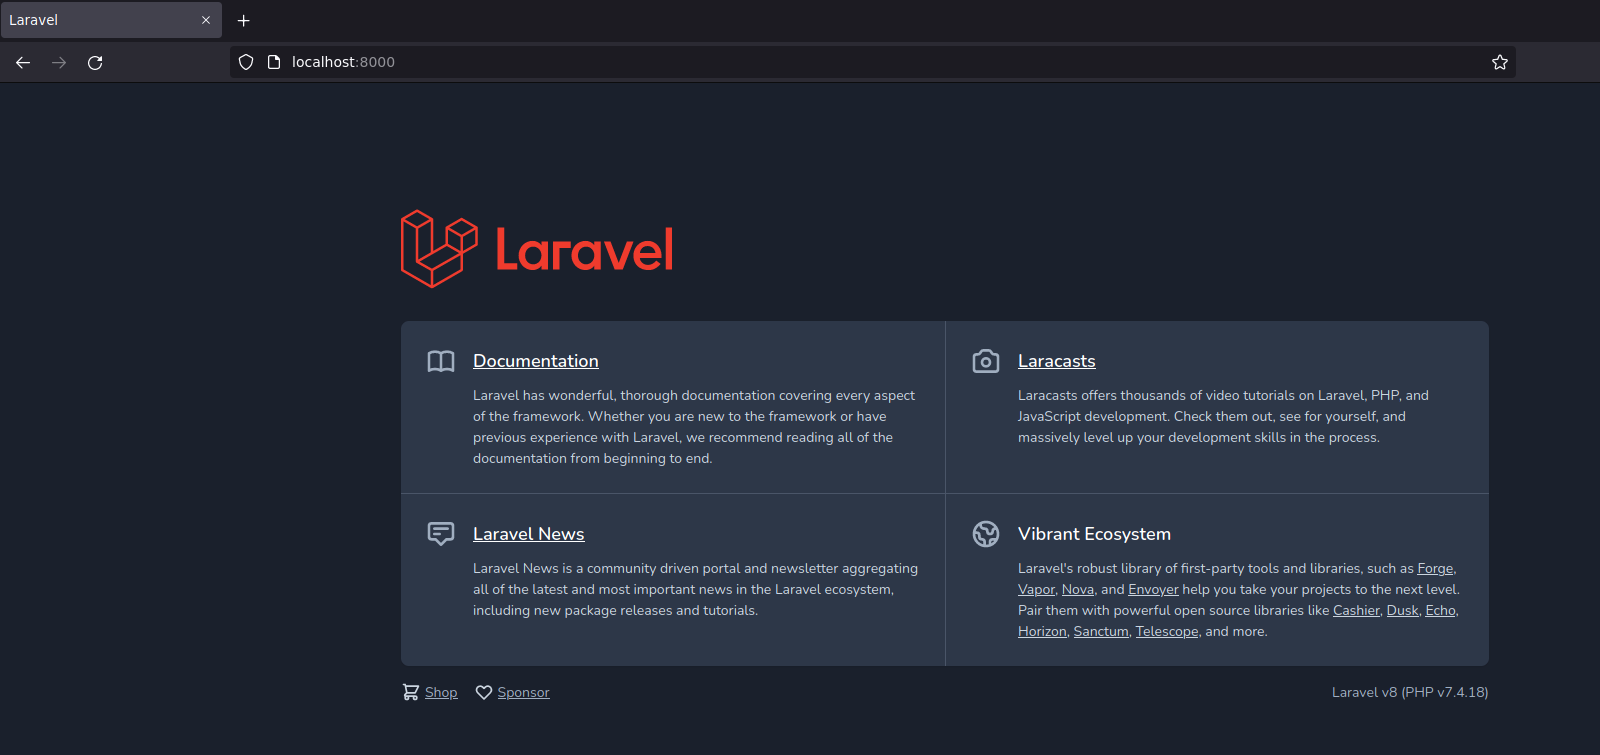 Laravel
localhost:8000
Laravel
Documentation
Laravel has wonderful, thorough documentation covering every aspect
of the framework. Whether you are new to the framework or have
previous experience with Laravel, we recommend reading all of the
documentation from beginning to end.
Laracasts
Laracasts offers thousands of video tutorials on Laravel, PHP, and
JavaScript development. Check them out, see for yourself, and
massively level up your development skills in the process.
Laravel News
Laravel News is a community driven portal and newsletter aggregating
all of the latest and most important news in the Laravel ecosystem,
including new package releases and tutorials.
Vibrant Ecosystem
Laravel's robust library of first-party tools and libraries, such as Forge,
Vapor, Nova, and Envoyer help you take your projects to the next level.
Pair them with powerful open source libraries like Cashier, Dusk, Echo,
Horizon, Sanctum, Telescope, and more.
Shop Sponsor Laravel v8 (PHP v7.4.18)